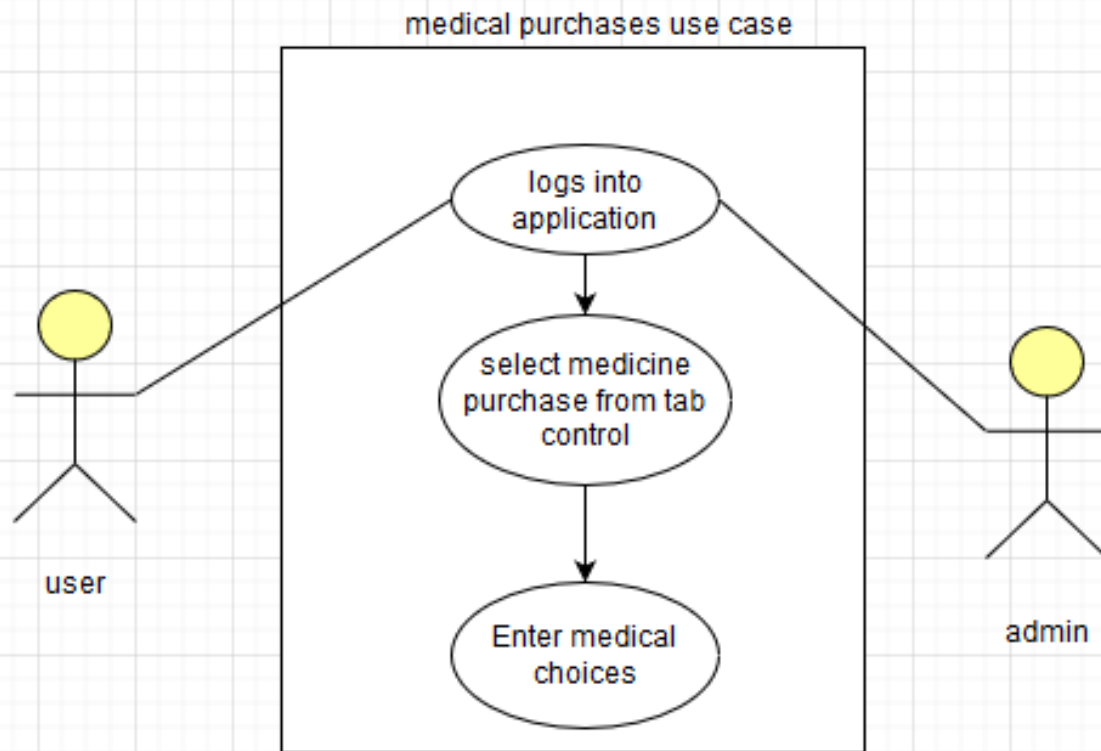 medical purchases use case
logs into
application
select medicine
purchase from tab
control
user
Enter medical
choices
admin